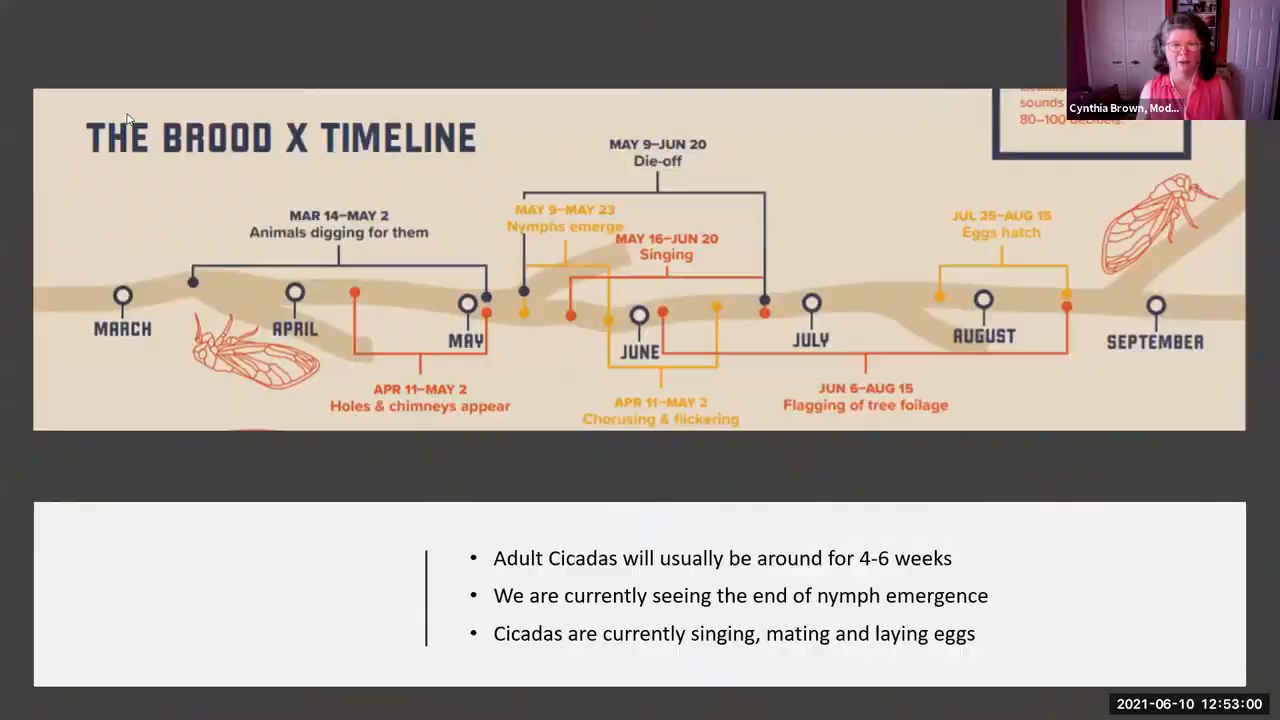 Cynthia Brown, Mod...
sounds
80–100 decibels.
THE BROOD X TIMELINE
MAY 9–JUN 20
Die-off
MAR 14–MAY 2
Animals digging for them
MAY 9–MAY 23
Nymphs emerge
MAY 16–JUN 20
Singing
JUL 25–AUG 15
Eggs hatch
MARCH
APRIL
MAY
JUNE
JULY
AUGUST
SEPTEMBER
APR 11–MAY 2
Holes & chimneys appear
APR 11–MAY 2
Chorusing & flickering
JUN 6–AUG 15
Flagging of tree foliage
• Adult Cicadas will usually be around for 4-6 weeks
• We are currently seeing the end of nymph emergence
• Cicadas are currently singing, mating and laying eggs
2021-06-10 12:53:00